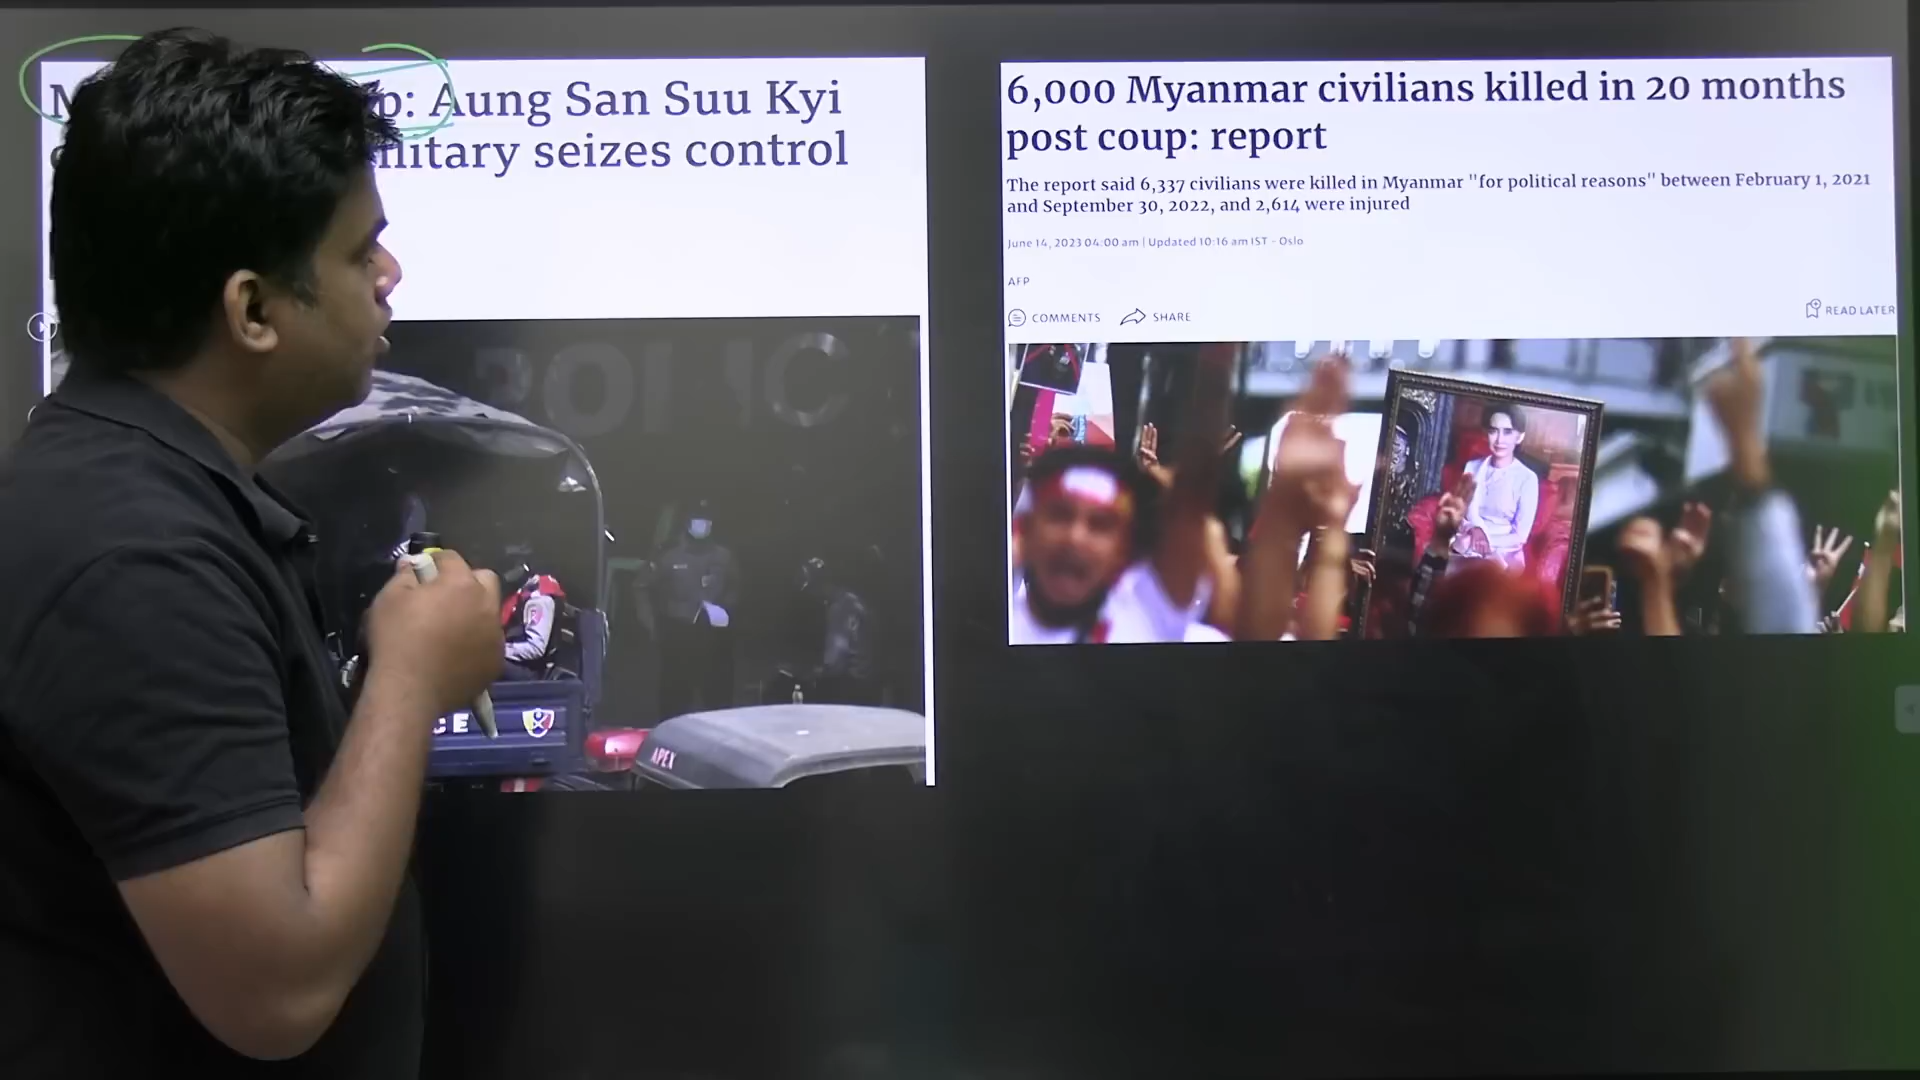 p: Aung San Suu Kyi
military seizes control
POLIC
CE
APEX
6,000 Myanmar civilians killed in 20 months
post coup: report
The report said 6,337 civilians were killed in Myanmar "for political reasons" between February 1, 2021
and September 30, 2022, and 2,614 were injured
June 14, 2023 04:00 am | Updated 10:16 am IST - Oslo
AFP
COMMENTS SHARE READ LATER